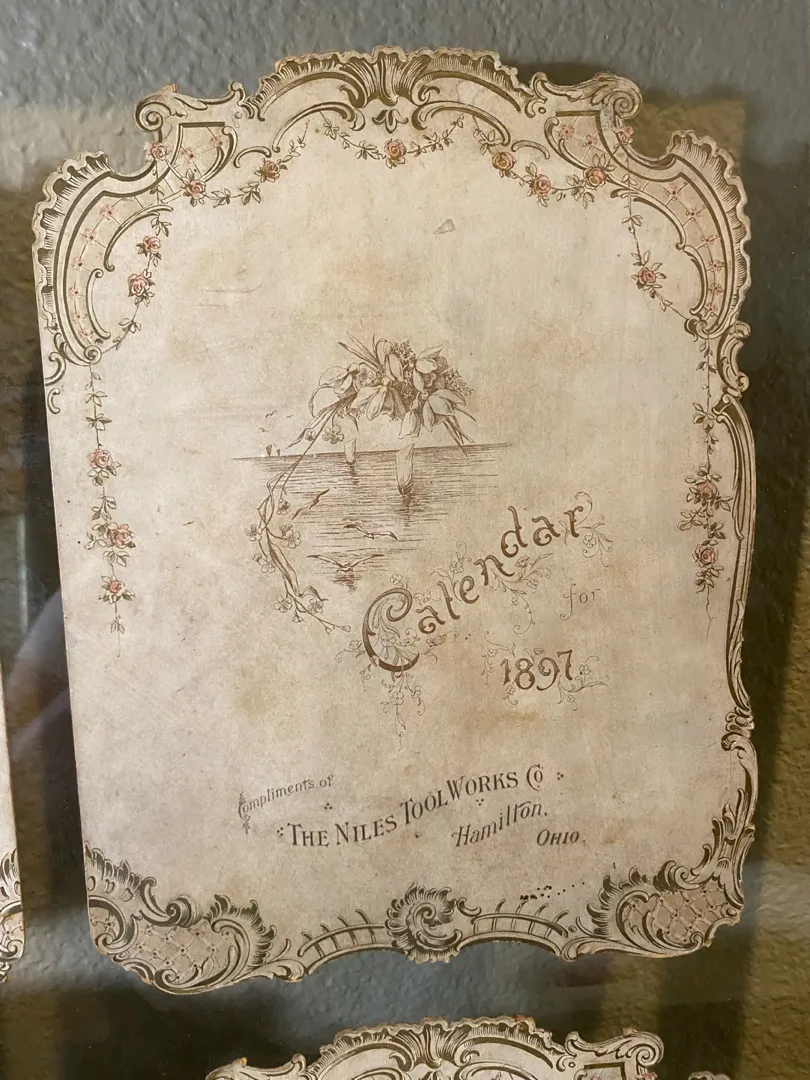 Calendar
for
1897
Compliments of
THE NILES TOOL WORKS CO
Hamilton,
OHIO.